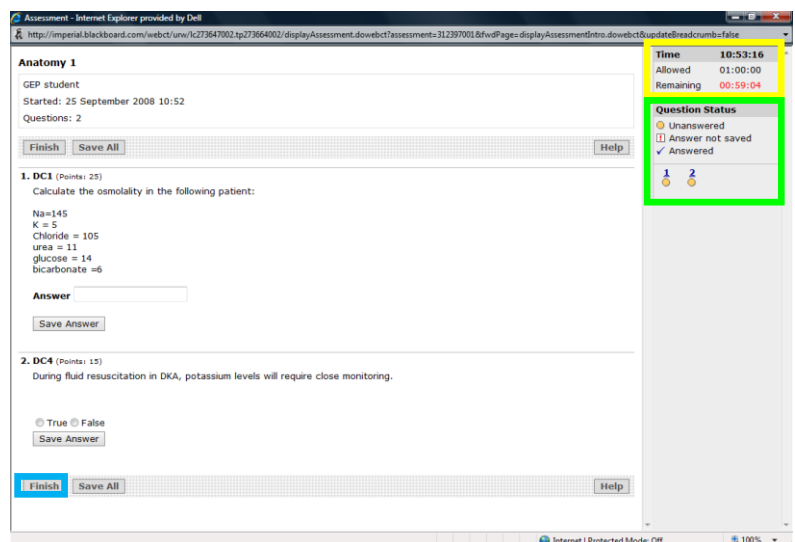 Assessment - Internet Explorer provided by Dell
http://imperial.blackboard.com/webct/urw/lc273647002.tp273664002/displayAssessment.dowebct?assessment=312397001&fwdPage=displayAssessmentIntro.dowebct&updateBreadcrumb=false
Anatomy 1
GEP student
Started: 25 September 2008 10:52
Questions: 2
Finish Save All Help
1. DC1 (Points: 25)
Calculate the osmolality in the following patient:
Na=145
K = 5
Chloride = 105
urea = 11
glucose = 14
bicarbonate =6
Answer
Save Answer
2. DC4 (Points: 15)
During fluid resuscitation in DKA, potassium levels will require close monitoring.
True False
Save Answer
Finish Save All Help
Time 10:53:16
Allowed 01:00:00
Remaining 00:59:04
Question Status
Unanswered
Answer not saved
Answered
1 2
Internet | Protected Mode: Off 100%